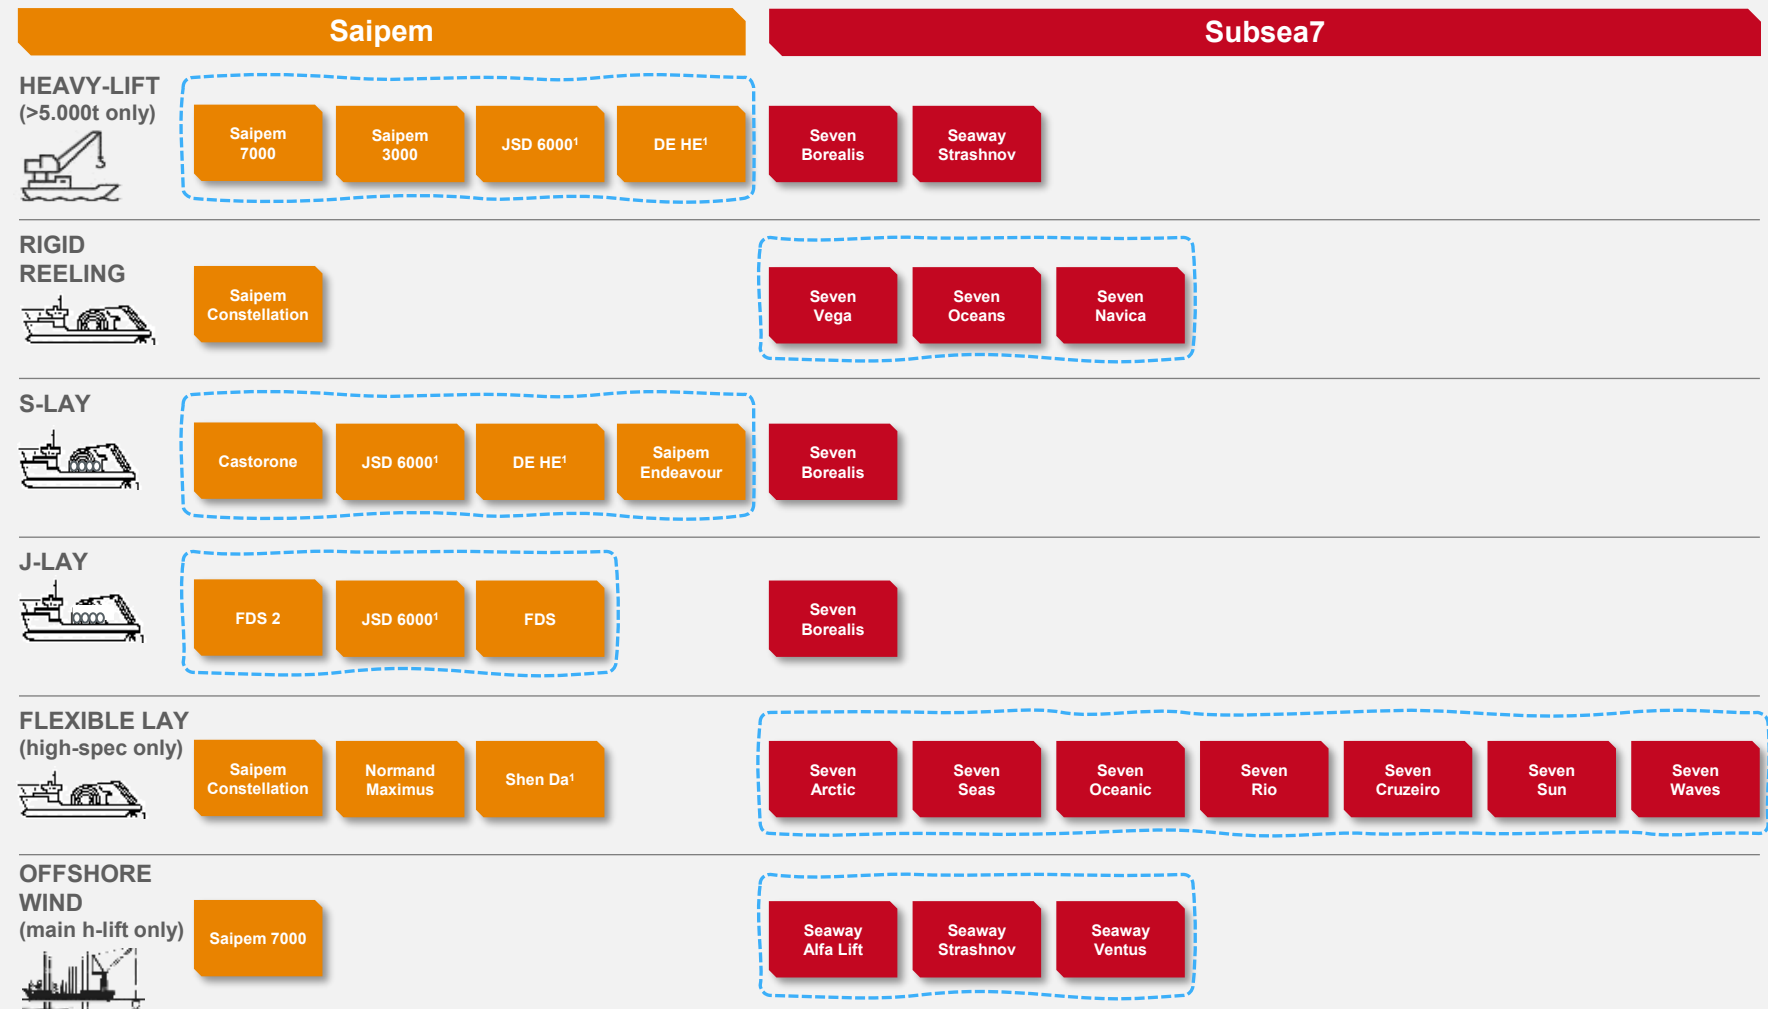 Saipem
Subsea7
HEAVY-LIFT
(>5.000t only)
Saipem
7000
Saipem
3000
JSD 6000¹
DE HE¹
Seven
Borealis
Seaway
Strashnov
RIGID
REELING
Saipem
Constellation
Seven
Vega
Seven
Oceans
Seven
Navica
S-LAY
Castorone
JSD 6000¹
DE HE¹
Saipem
Endeavour
Seven
Borealis
J-LAY
FDS 2
JSD 6000¹
FDS
Seven
Borealis
FLEXIBLE LAY
(high-spec only)
Saipem
Constellation
Normand
Maximus
Shen Da¹
Seven
Arctic
Seven
Seas
Seven
Oceanic
Seven
Rio
Seven
Cruzeiro
Seven
Sun
Seven
Waves
OFFSHORE
WIND
(main h-lift only)
Saipem 7000
Seaway
Alfa Lift
Seaway
Strashnov
Seaway
Ventus